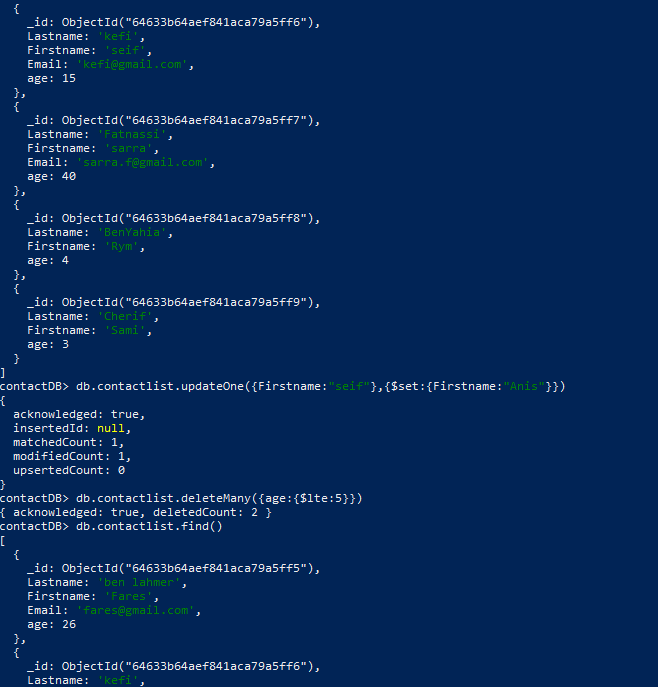 {
_id: ObjectId("64633b64aef841aca79a5ff6"),
Lastname: 'kefi',
Firstname: 'seif',
Email: 'kefi@gmail.com',
age: 15
},
{
_id: ObjectId("64633b64aef841aca79a5ff7"),
Lastname: 'Fatnassi',
Firstname: 'sarra',
Email: 'sarra.f@gmail.com',
age: 40
},
{
_id: ObjectId("64633b64aef841aca79a5ff8"),
Lastname: 'BenYahia',
Firstname: 'Rym',
age: 4
},
{
_id: ObjectId("64633b64aef841aca79a5ff9"),
Lastname: 'Cherif',
Firstname: 'Sami',
age: 3
}
]
contactDB> db.contactlist.updateOne({Firstname:"seif"},{$set:{Firstname:"Anis"}})
{
acknowledged: true,
insertedId: null,
matchedCount: 1,
modifiedCount: 1,
upsertedCount: 0
}
contactDB> db.contactlist.deleteMany({age:{$lte:5}})
{ acknowledged: true, deletedCount: 2 }
contactDB> db.contactlist.find()
[
{
_id: ObjectId("64633b64aef841aca79a5ff5"),
Lastname: 'ben lahmer',
Firstname: 'Fares',
Email: 'fares@gmail.com',
age: 26
},
{
_id: ObjectId("64633b64aef841aca79a5ff6"),
Lastname: 'kefi',